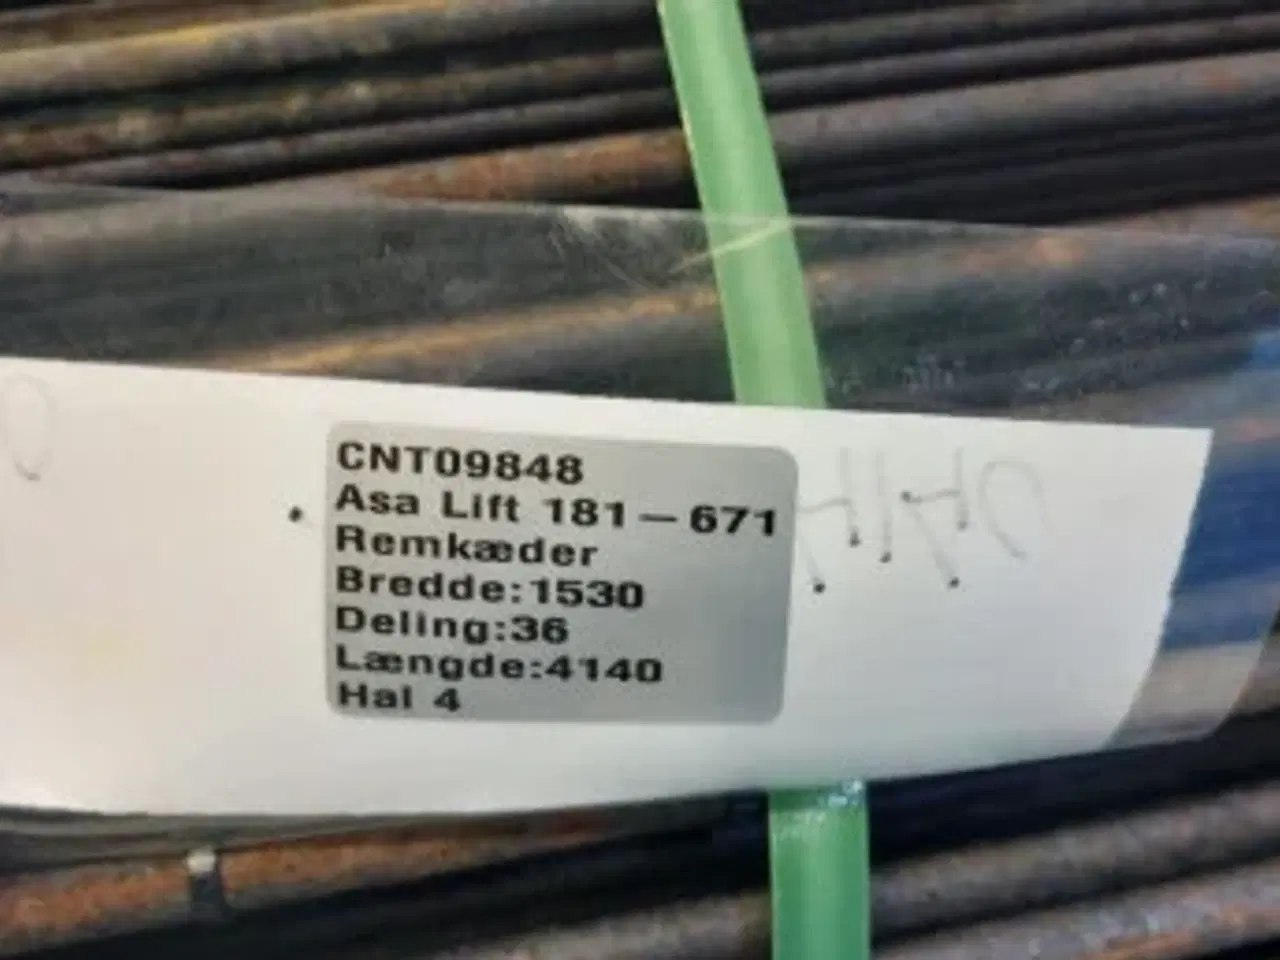 CNT09848
Asa Lift 181-671
Remkæder
Bredde:1530
Deling:36
Længde:4140
Hal 4